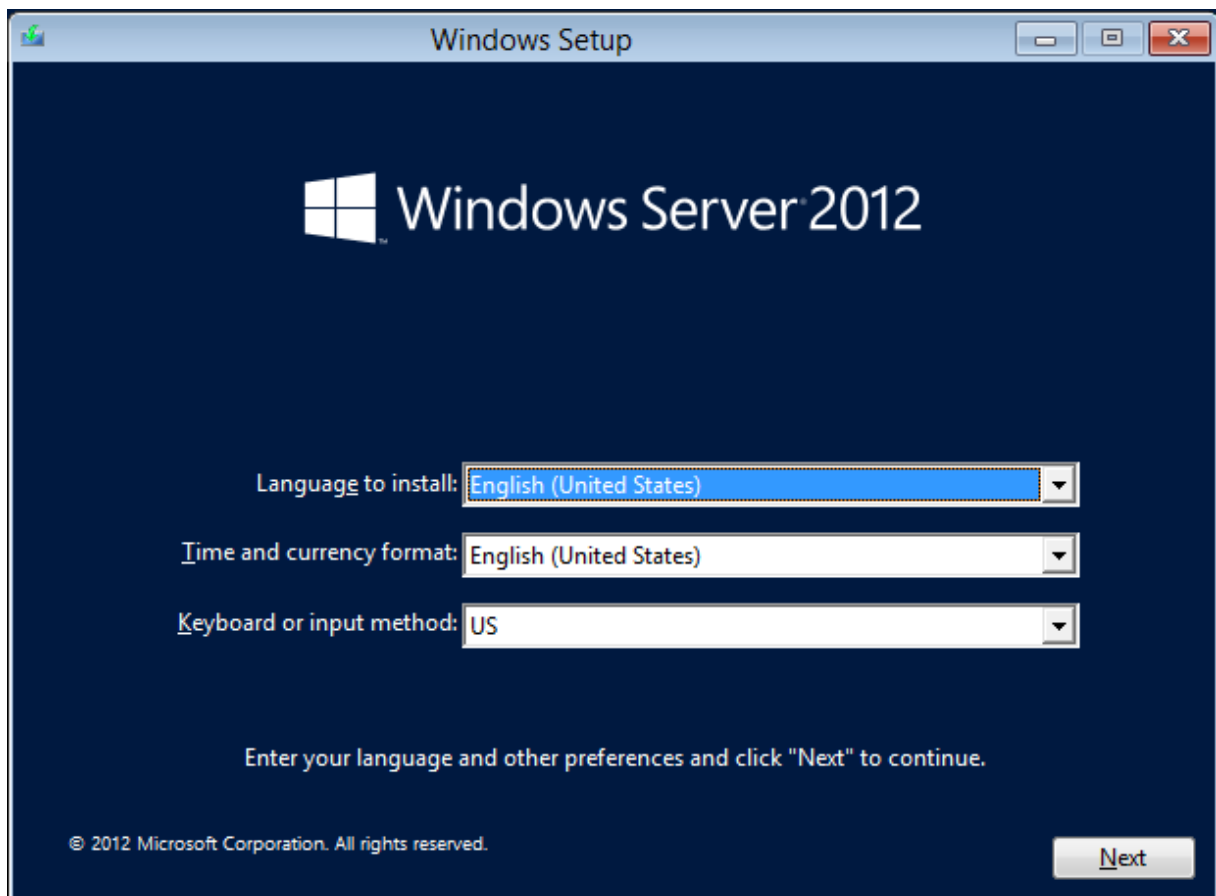 Windows Setup
Windows Server 2012
Language to install: English (United States)
Time and currency format: English (United States)
Keyboard or input method: US
Enter your language and other preferences and click "Next" to continue.
© 2012 Microsoft Corporation. All rights reserved.
Next